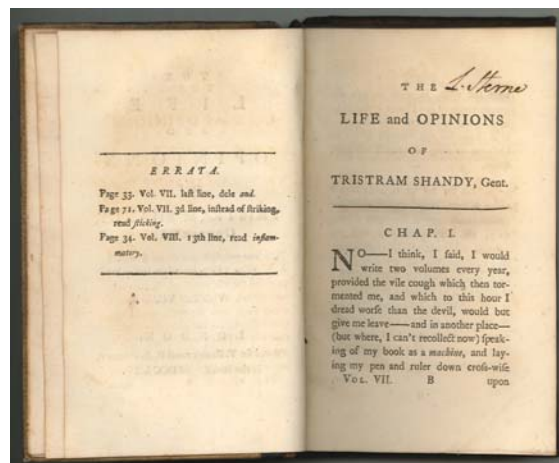 ERRATA.
Page 33. Vol. VII. laſt line, dele and.
Page 72. Vol. VII. 3d line, inſtead of ſtriking,
read ſticking.
Page 34. Vol. VIII. 13th line, read inflam-
matory.
THE L. Sterne
LIFE and OPINIONS
OF
TRISTRAM SHANDY, Gent.
CHAP. I.
NO——I think, I ſaid, I would
write two volumes every year,
provided the vile cough which then tor-
mented me, and which to this hour I
dread worſe than the devil, would but
give me leave——and in another place—
(but where, I can't recollect now) ſpeak-
ing of my book as a machine, and lay-
ing my pen and ruler down croſs-wiſe
VOL. VII. B upon